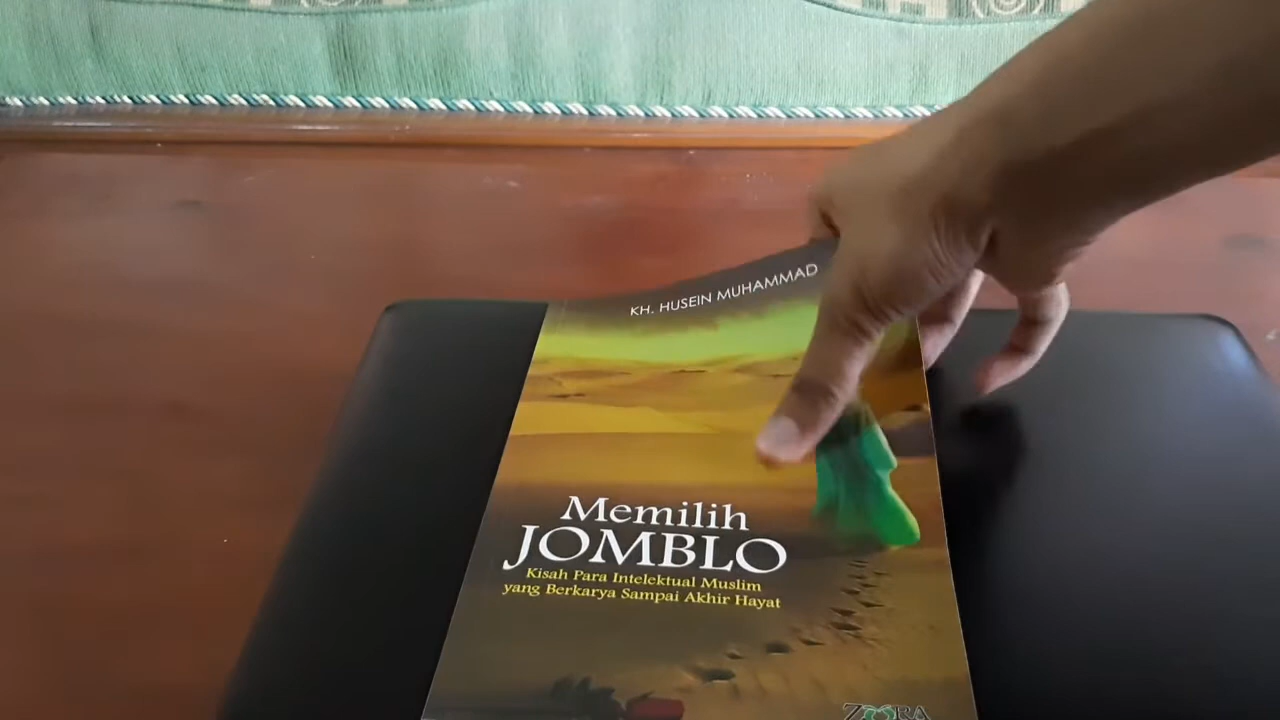 KH. HUSEIN MUHAMMAD
Memilih
JOMBLO
Kisah Para Intelektual Muslim
yang Berkarya Sampai Akhir Hayat